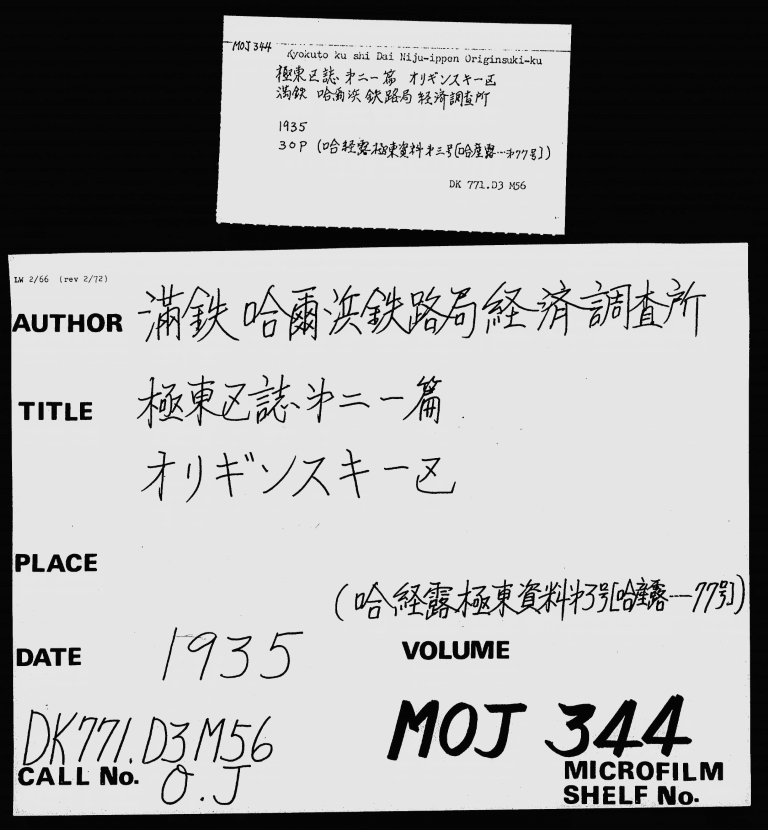 MOJ 344
Kyokuto ku shi Dai Niju-ippen Originsuki-ku
極東区誌 第二一篇 オリギンスキー区
満鉄 哈爾浜 鉄路局 経済調査所
1935
30P (哈経露極東資料第三号[哈産露一第77号])
DK 771.D3 M56
LW 2/66 (rev 2/72)
AUTHOR 満鉄 哈爾浜鉄路局経済調査所
TITLE 極東区誌 第二一篇
オリギンスキー区
PLACE
(哈経露極東資料第3号[哈産露一77号])
DATE 1935 VOLUME
DK771.D3M56 MOJ 344
CALL No. O.J MICROFILM
SHELF No.